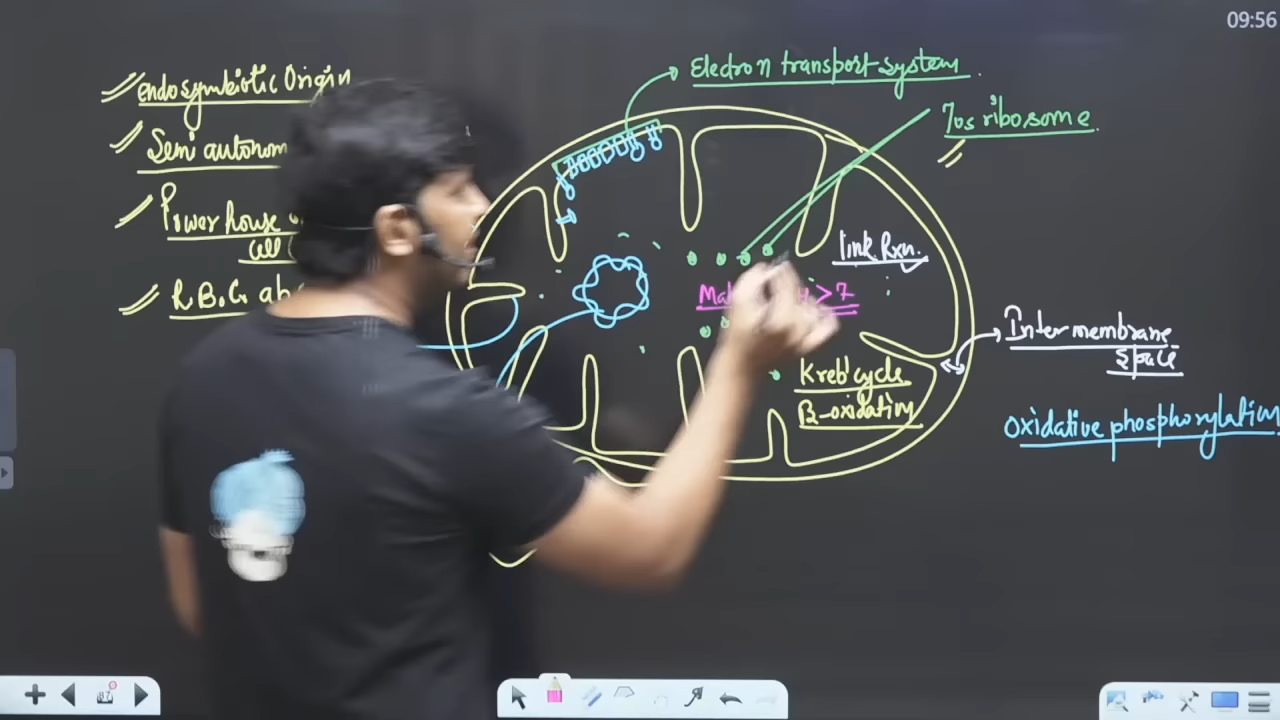 09:56
endosymbiotic Origin
Semi autonom
Power house
cell
R.B.C ab
Electron transport system
70s ribosome
link Rxn.
>7
Kreb' cycle
β-oxidation
Inter membrane
space
oxidative phosphorylation